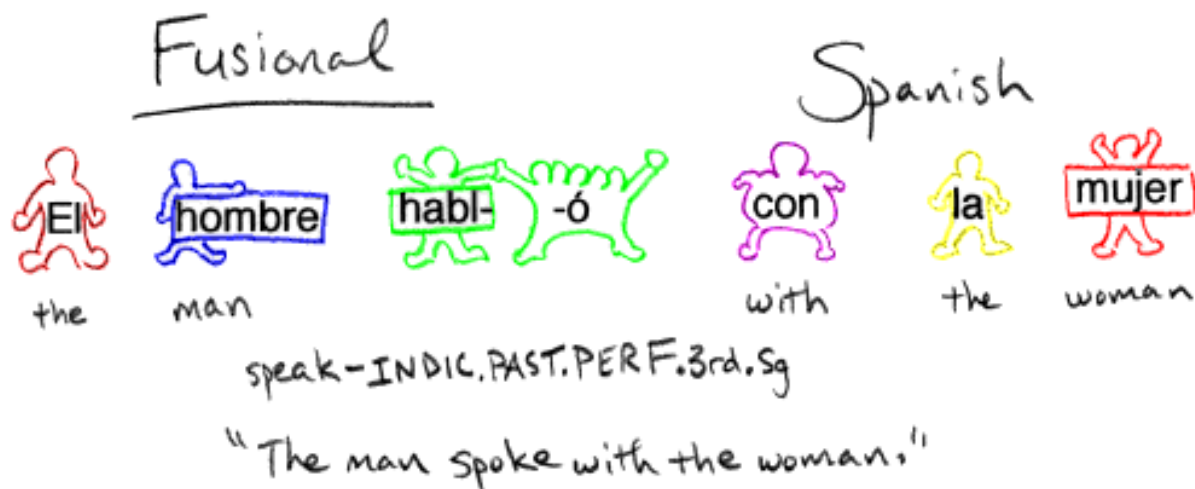 Fusional Spanish
El hombre habl- -ó con la mujer
the man with the woman
speak-INDIC.PAST.PERF.3rd.Sg
"The man spoke with the woman."